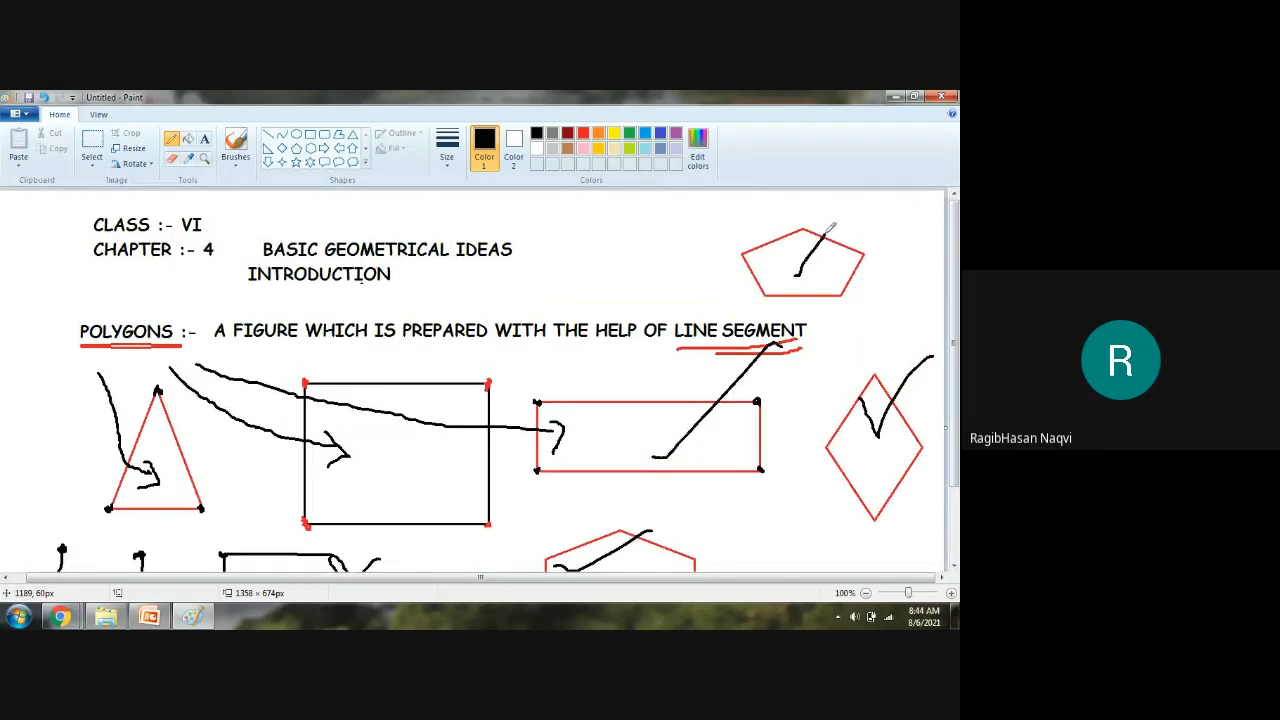 Untitled - Paint
Home View
Cut
Copy
Paste
Clipboard
Crop
Resize
Rotate
Select
Image
A
Tools
Brushes
Outline
Fill
Shapes
Size
Color 1
Color 2
Edit colors
Colors
CLASS :- VI
CHAPTER :- 4 BASIC GEOMETRICAL IDEAS
INTRODUCTION
POLYGONS :- A FIGURE WHICH IS PREPARED WITH THE HELP OF LINE SEGMENT
R
RagibHasan Naqvi
1189, 60px
1358 × 674px
100%
8:44 AM
8/6/2021